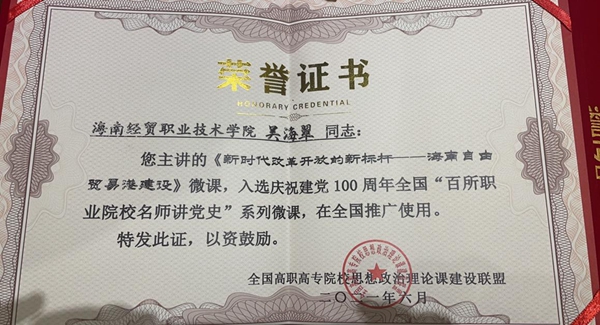 荣誉证书
HONORARY CREDENTIAL
海南经贸职业技术学院 吴海翠 同志：
您主讲的《新时代改革开放的新标杆——海南自由
贸易港建设》微课，入选庆祝建党100周年全国“百所职
业院校名师讲党史”系列微课，在全国推广使用。
特发此证，以资鼓励。
全国高职高专院校思想政治理论课建设联盟
二〇二一年六月